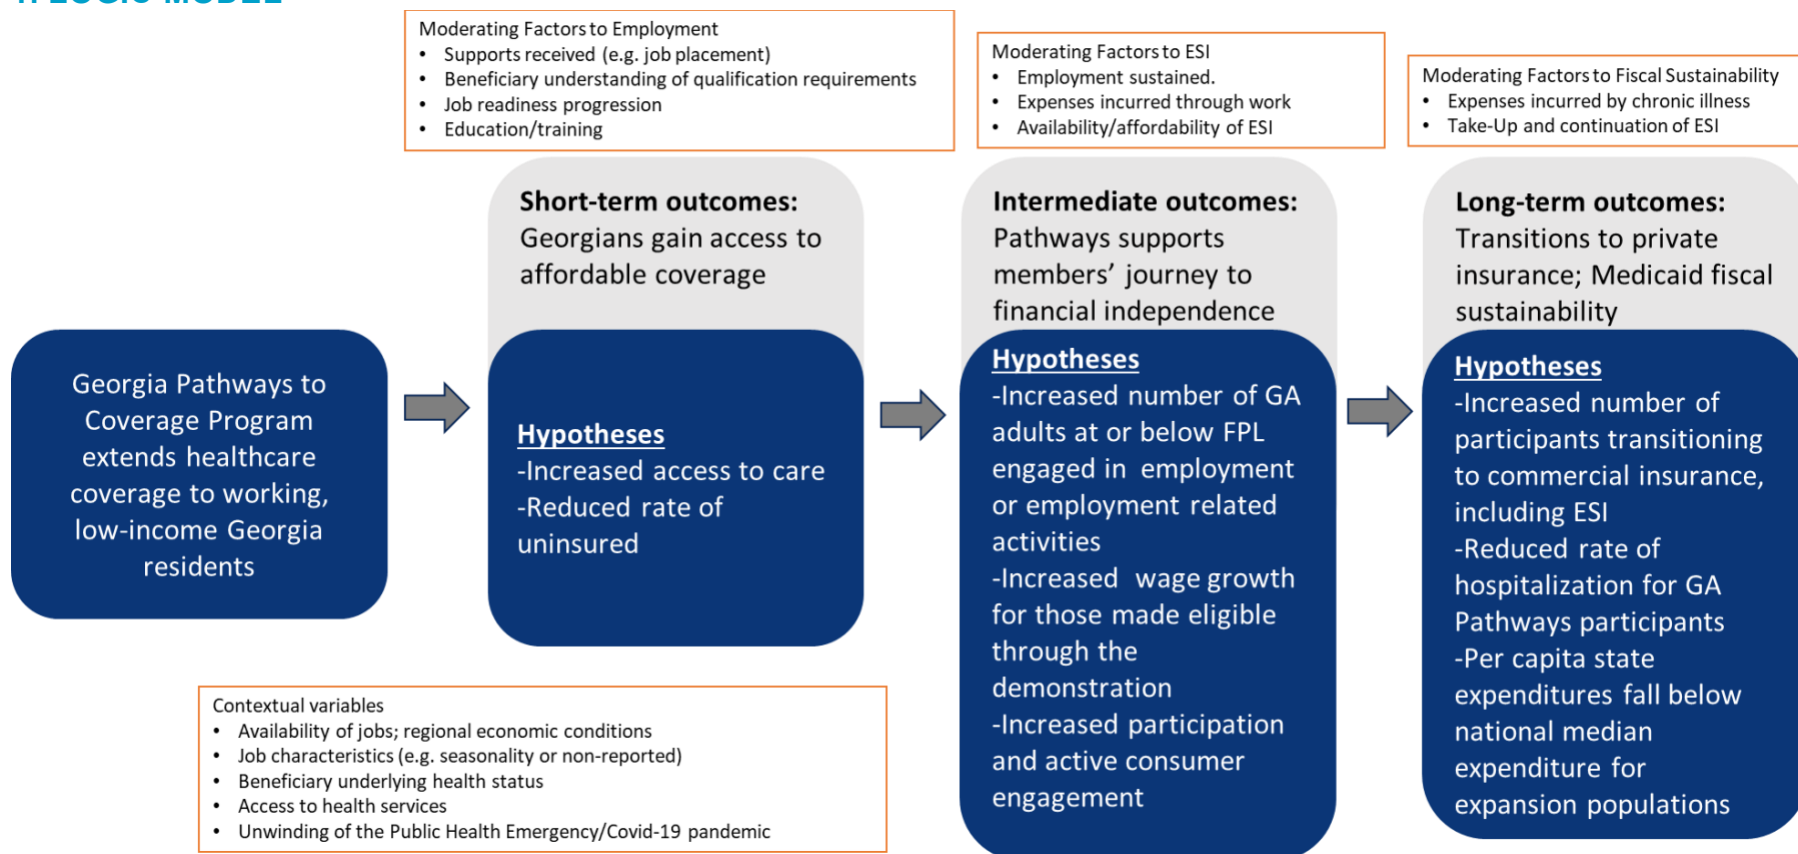 4. LOGIC MODEL
Moderating Factors to Employment
• Supports received (e.g. job placement)
• Beneficiary understanding of qualification requirements
• Job readiness progression
• Education/training
Moderating Factors to ESI
• Employment sustained.
• Expenses incurred through work
• Availability/affordability of ESI
Moderating Factors to Fiscal Sustainability
• Expenses incurred by chronic illness
• Take-Up and continuation of ESI
Georgia Pathways to
Coverage Program
extends healthcare
coverage to working,
low-income Georgia
residents
Short-term outcomes:
Georgians gain access to
affordable coverage
Hypotheses
-Increased access to care
-Reduced rate of
uninsured
Intermediate outcomes:
Pathways supports
members’ journey to
financial independence
Hypotheses
-Increased number of GA
adults at or below FPL
engaged in employment
or employment related
activities
-Increased wage growth
for those made eligible
through the
demonstration
-Increased participation
and active consumer
engagement
Long-term outcomes:
Transitions to private
insurance; Medicaid fiscal
sustainability
Hypotheses
-Increased number of
participants transitioning
to commercial insurance,
including ESI
-Reduced rate of
hospitalization for GA
Pathways participants
-Per capita state
expenditures fall below
national median
expenditure for
expansion populations
Contextual variables
• Availability of jobs; regional economic conditions
• Job characteristics (e.g. seasonality or non-reported)
• Beneficiary underlying health status
• Access to health services
• Unwinding of the Public Health Emergency/Covid-19 pandemic